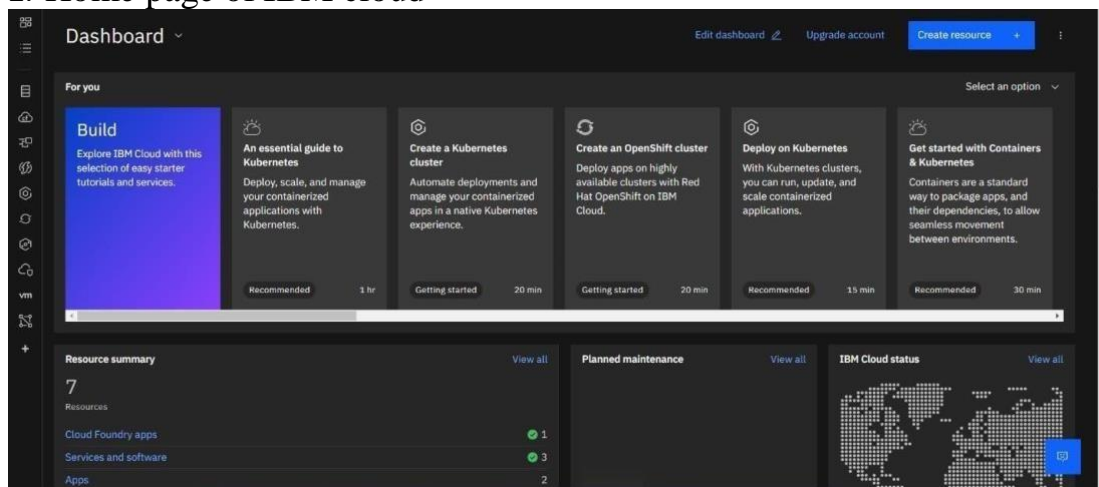 Home page of IBM cloud
Dashboard
Edit dashboard
Upgrade account
Create resource +
For you
Select an option
Build
Explore IBM Cloud with this
selection of easy starter
tutorials and services.
An essential guide to
Kubernetes
Deploy, scale, and manage
your containerized
applications with
Kubernetes.
Recommended
1 hr
Create a Kubernetes
cluster
Automate deployments and
manage your containerized
apps in a native Kubernetes
experience.
Getting started
20 min
Create an OpenShift cluster
Deploy apps on highly
available clusters with Red
Hat OpenShift on IBM
Cloud.
Getting started
20 min
Deploy on Kubernetes
With Kubernetes clusters,
you can run, update, and
scale containerized
applications.
Recommended
15 min
Get started with Containers
& Kubernetes
Containers are a standard
way to package apps, and
their dependencies, to allow
seamless movement
between environments.
Recommended
30 min
vm
Resource summary
View all
7
Resources
Cloud Foundry apps
1
Services and software
3
Apps
2
Planned maintenance
View all
IBM Cloud status
View all